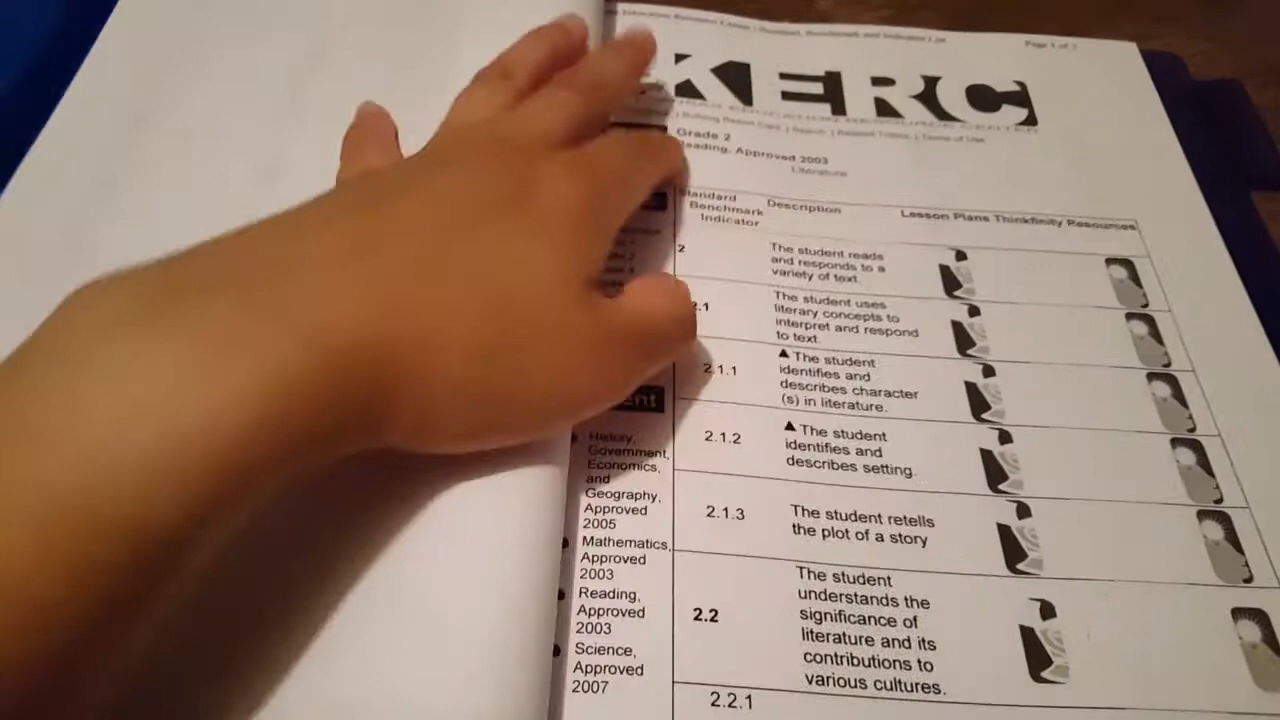 Page 1 of
KERC
Grade 2
Reading, Approved 2003
Literature
Standard
Benchmark
Indicator
Description
Lesson Plans Thinkfinity Resources
2
The student reads
and responds to a
variety of text.
.1
The student uses
literary concepts to
interpret and respond
to text.
2.1.1
▲The student
identifies and
describes character
(s) in literature.
2.1.2
▲The student
identifies and
describes setting.
2.1.3
The student retells
the plot of a story
2.2
The student
understands the
significance of
literature and its
contributions to
various cultures.
2.2.1
ent
History,
Government,
Economics,
and
Geography,
Approved
2005
Mathematics,
Approved
2003
Reading,
Approved
2003
Science,
Approved
2007